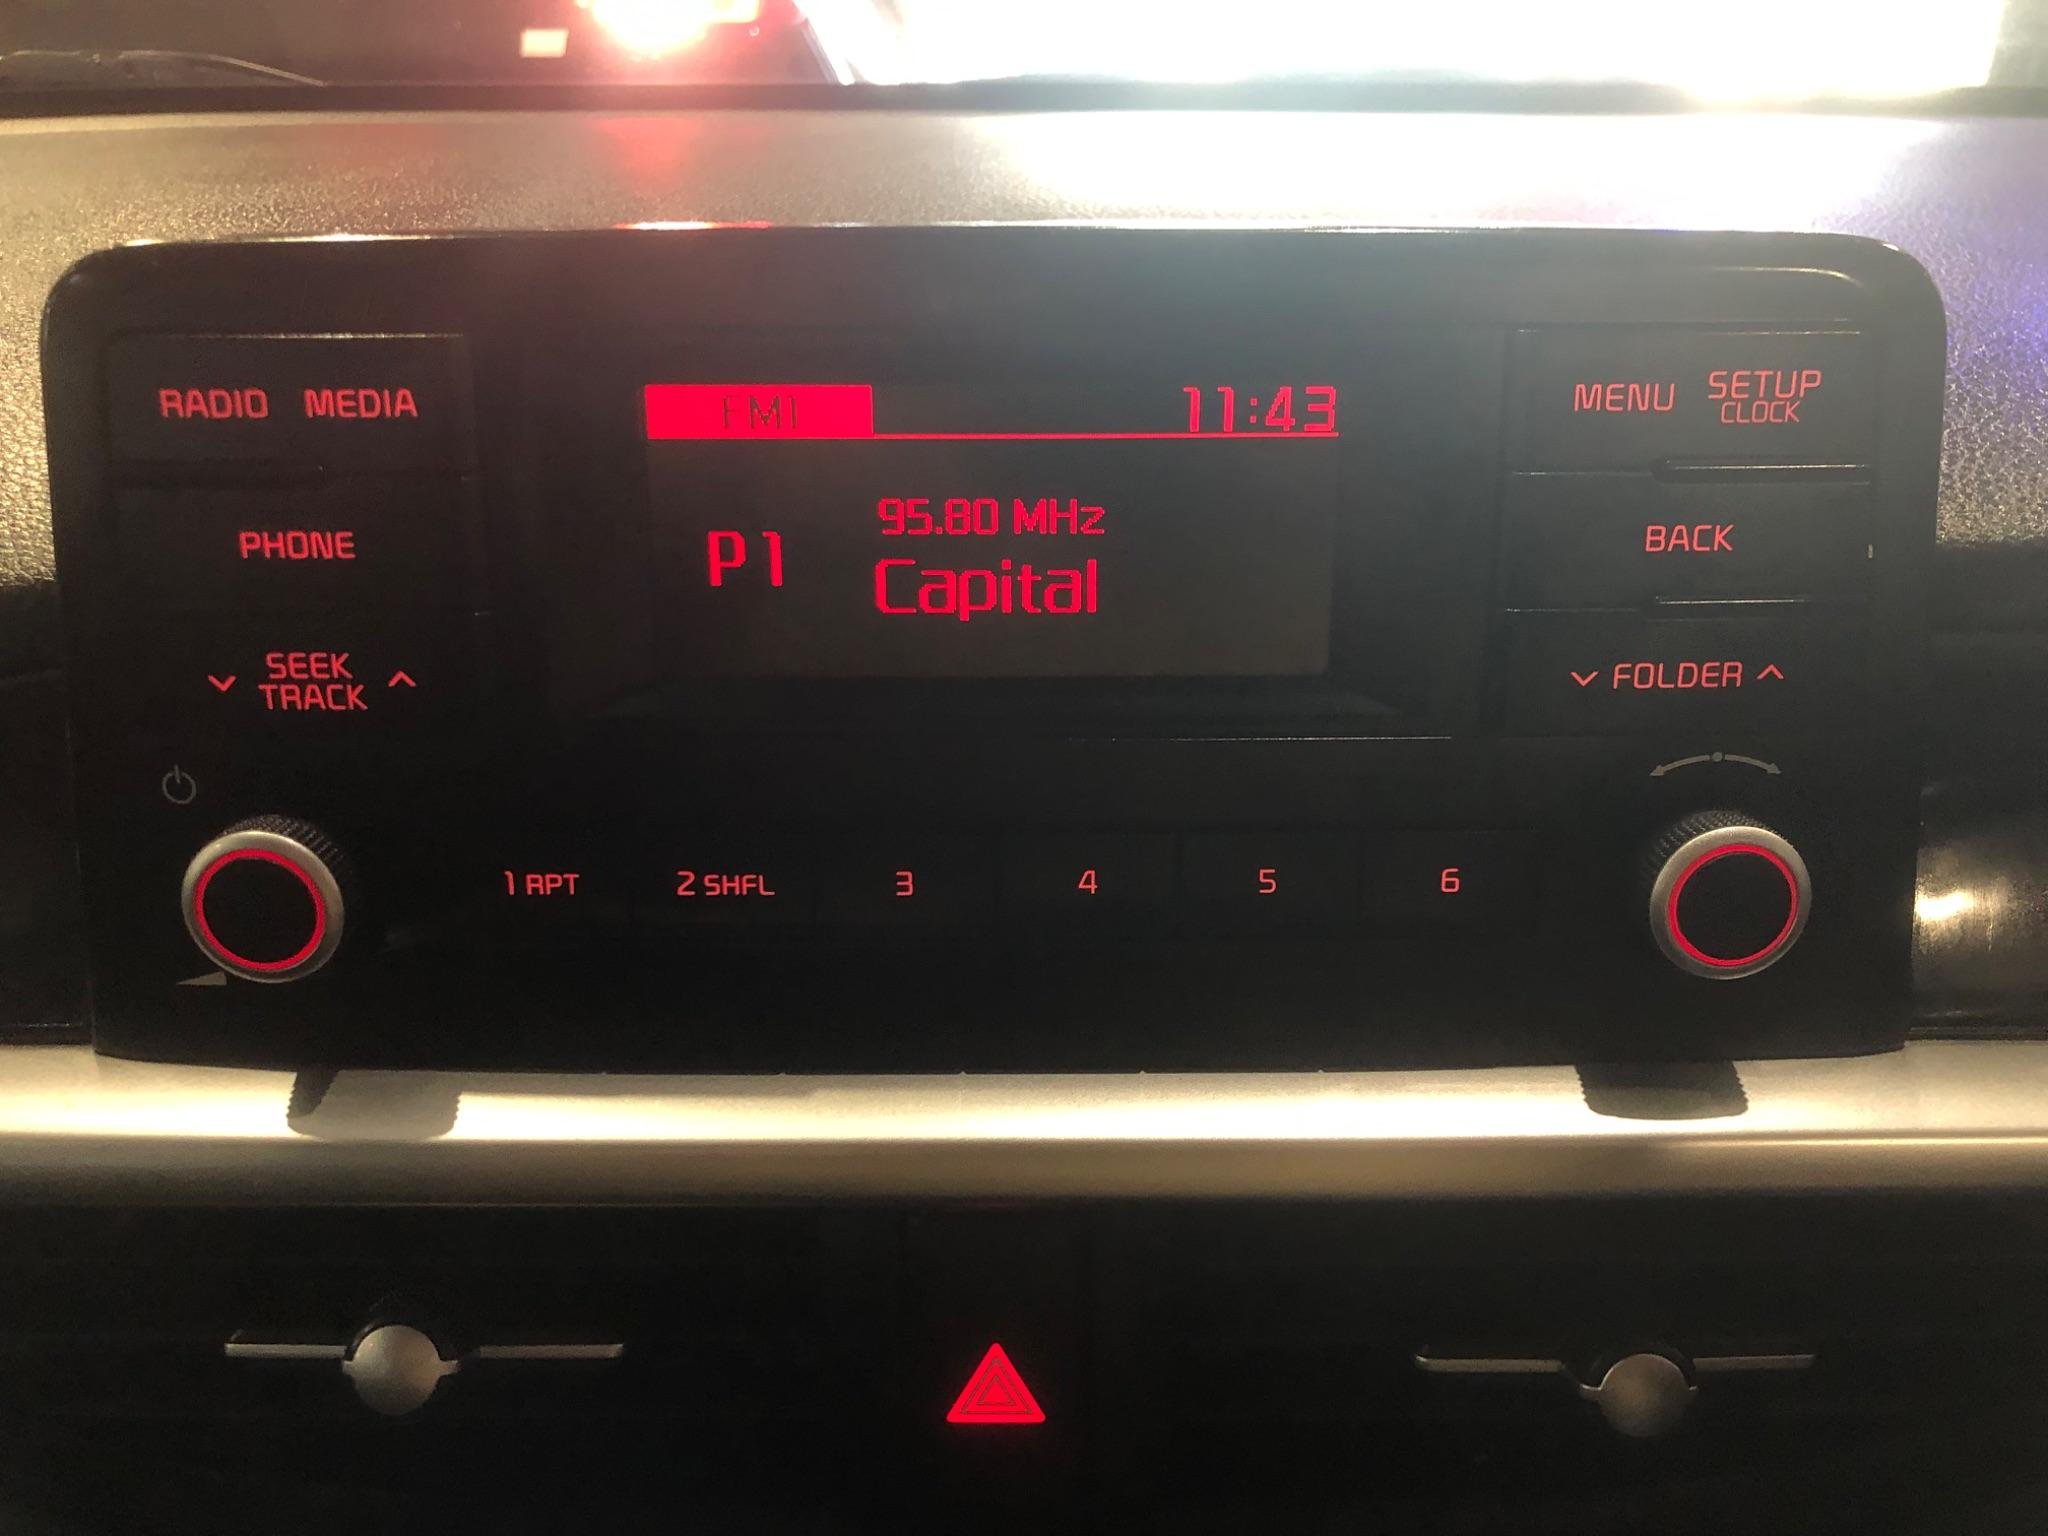 RADIO MEDIA
FM1 11:43
MENU SETUP
CLOCK
PHONE
P1 95.80 MHz
Capital
BACK
SEEK
TRACK
FOLDER
1 RPT 2 SHFL 3 4 5 6